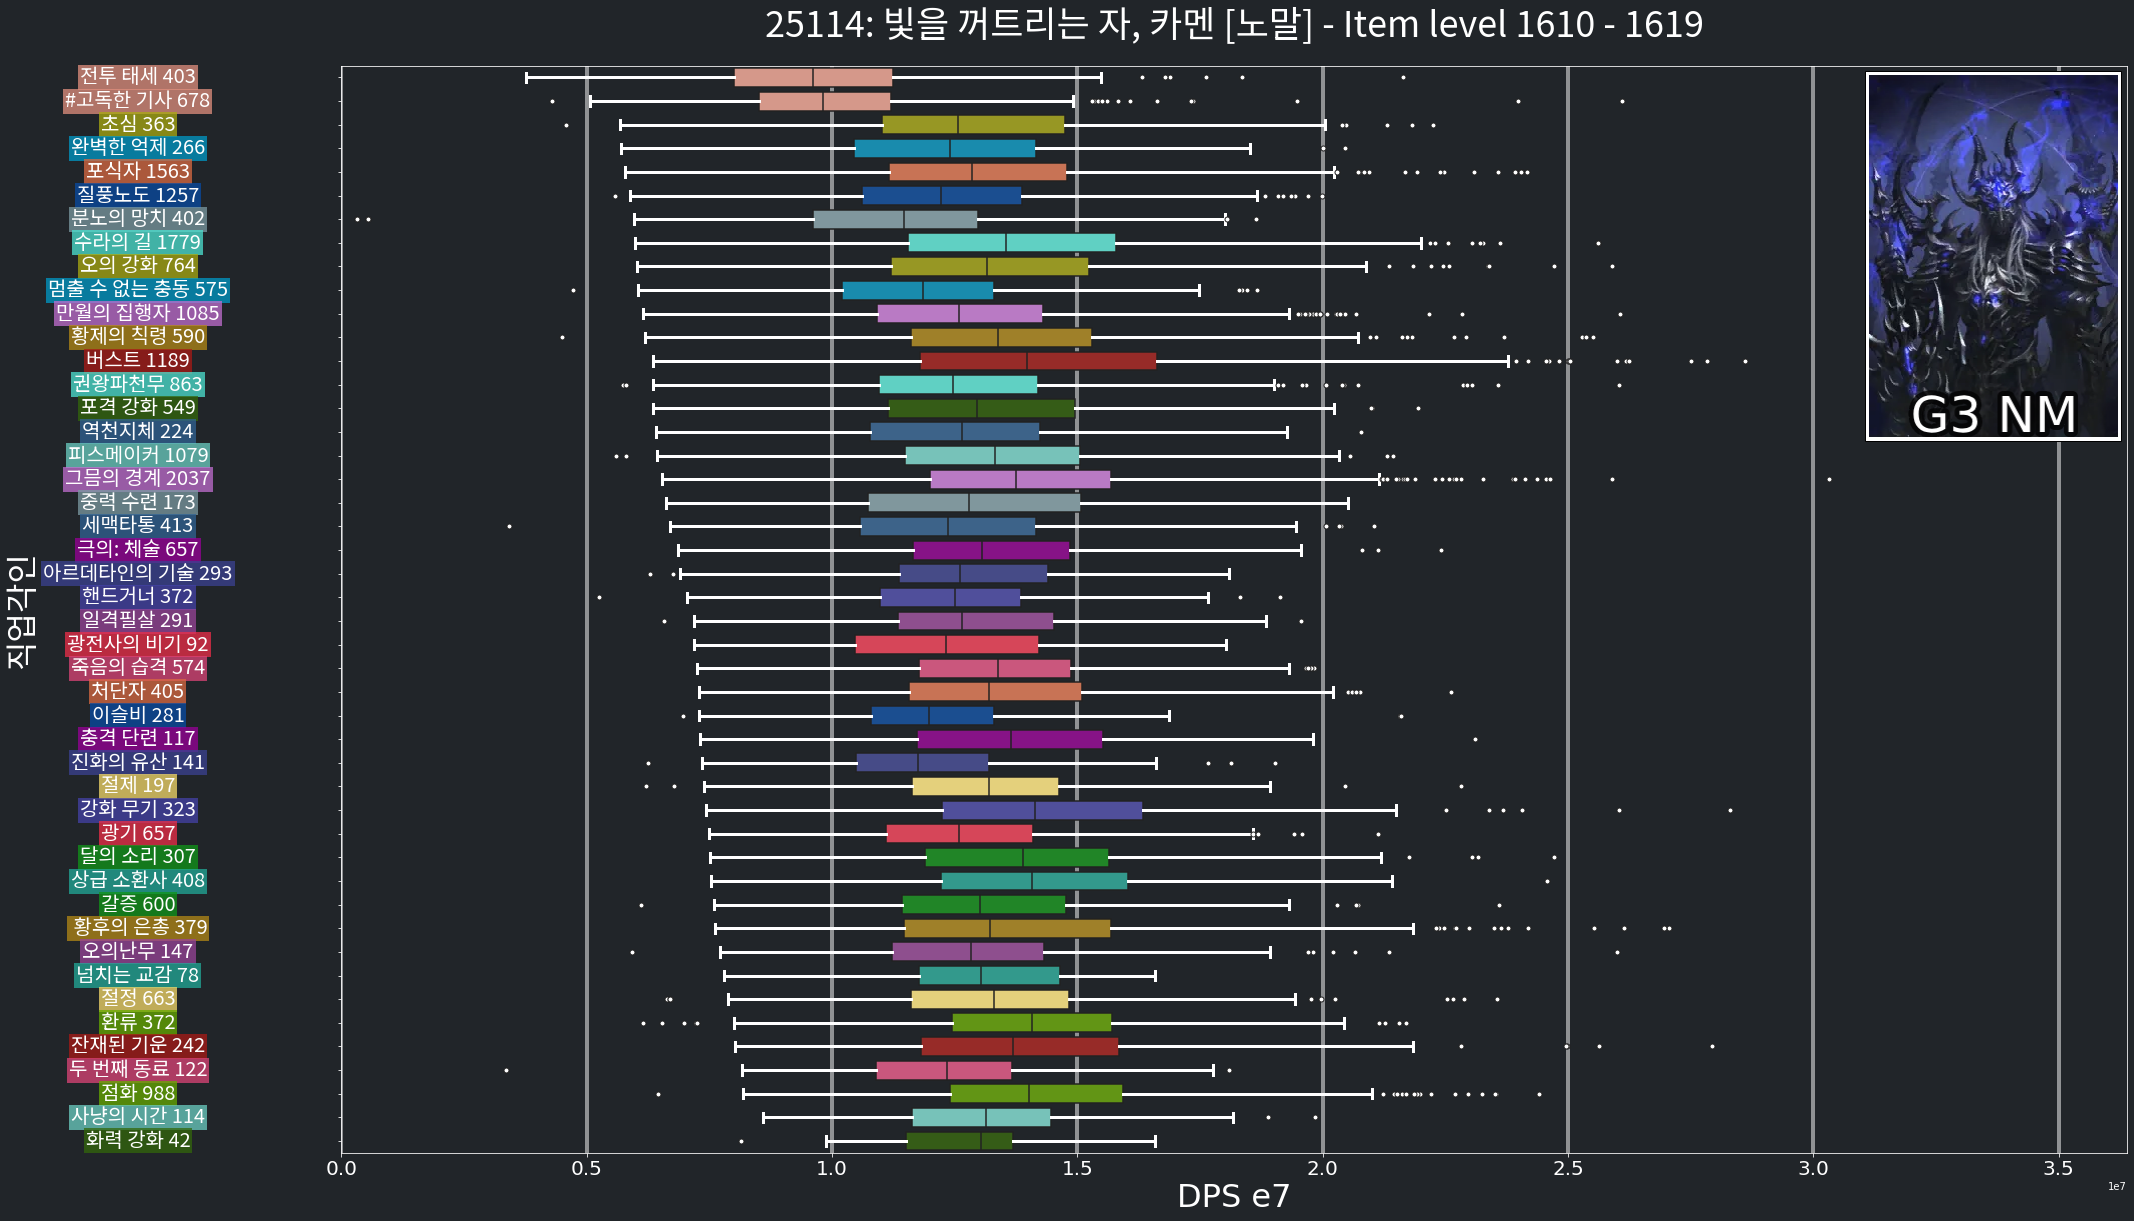 25114: 빛을 꺼트리는 자, 카멘 [노말] - Item level 1610 - 1619
전투 태세 403
#고독한 기사 678
초심 363
완벽한 억제 266
포식자 1563
질풍노도 1257
분노의 망치 402
수라의 길 1779
오의 강화 764
멈출 수 없는 충동 575
만월의 집행자 1085
황제의 칙령 590
버스트 1189
권왕파천무 863
포격 강화 549
역천지체 224
피스메이커 1079
그믐의 경계 2037
중력 수련 173
세맥타통 413
극의: 체술 657
아르데타인의 기술 293
핸드거너 372
일격필살 291
광전사의 비기 92
죽음의 습격 574
처단자 405
이슬비 281
충격 단련 117
진화의 유산 141
절제 197
강화 무기 323
광기 657
달의 소리 307
상급 소환사 408
갈증 600
황후의 은총 379
오의난무 147
넘치는 교감 78
절정 663
환류 372
잔재된 기운 242
두 번째 동료 122
점화 988
사냥의 시간 114
화력 강화 42
직업각인
G3 NM
0.0 0.5 1.0 1.5 2.0 2.5 3.0 3.5
1e7
DPS e7